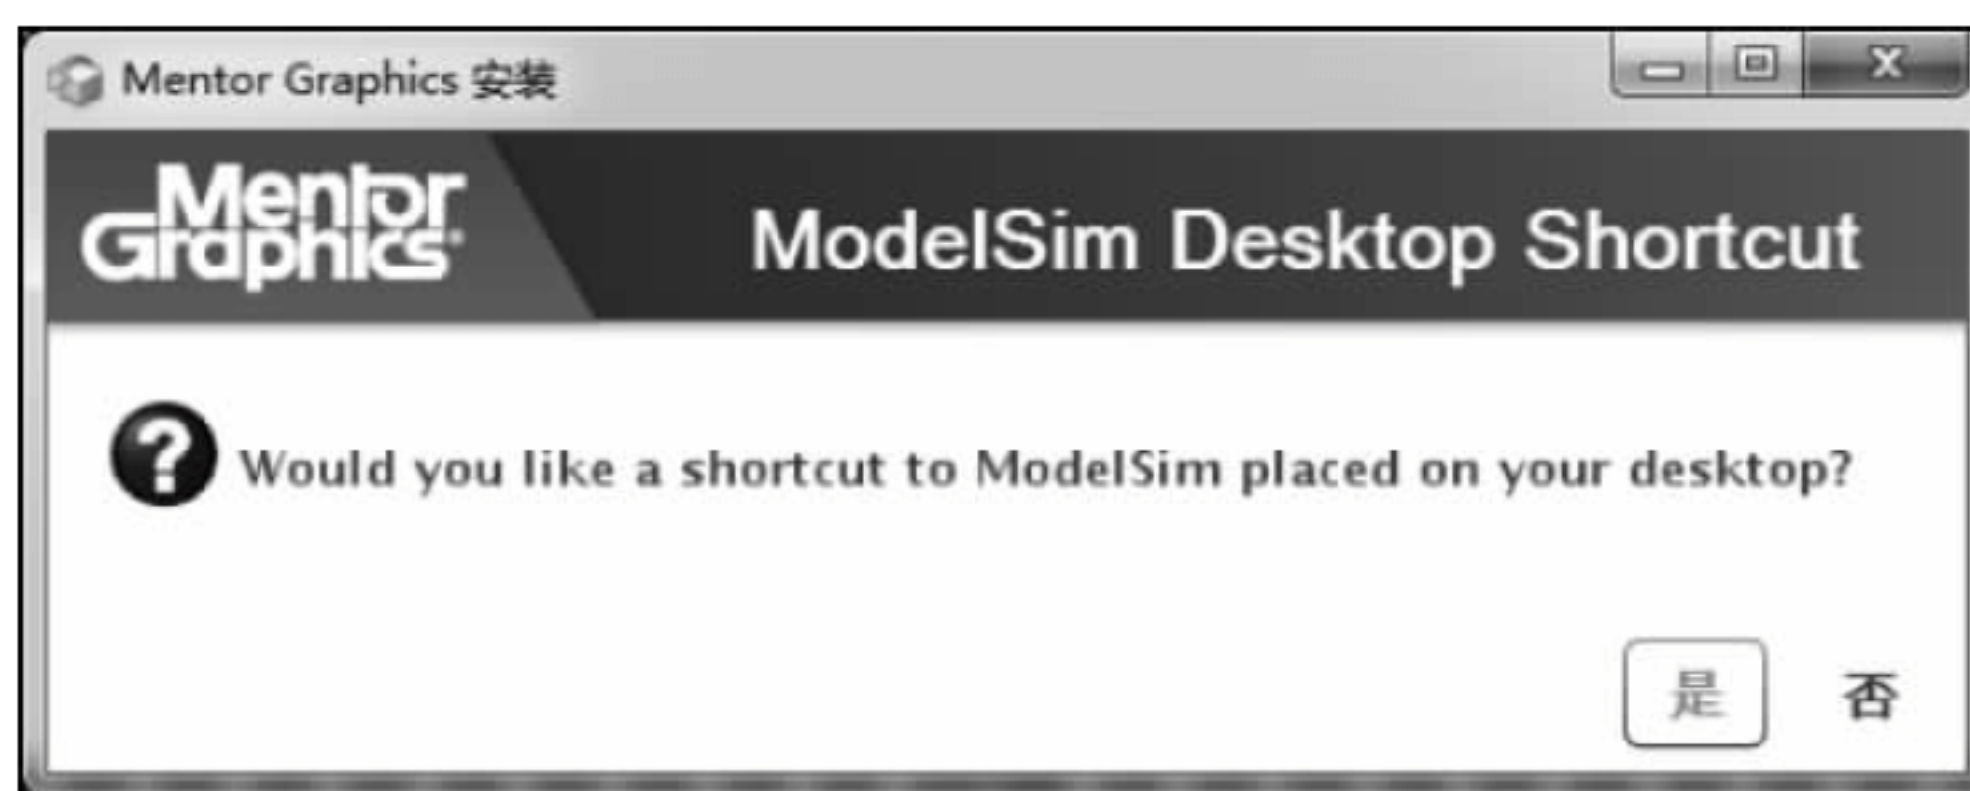 Mentor Graphics 安装
Mentor
Graphics
ModelSim Desktop Shortcut
Would you like a shortcut to ModelSim placed on your desktop?
是 否